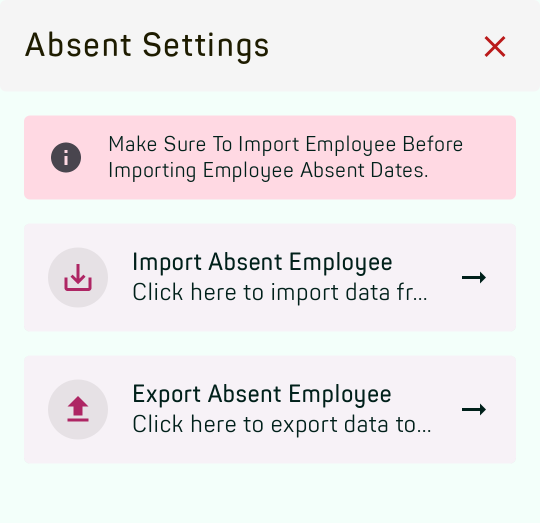 Absent Settings
Make Sure To Import Employee Before
Importing Employee Absent Dates.
Import Absent Employee
Click here to import data fr...
Export Absent Employee
Click here to export data to...